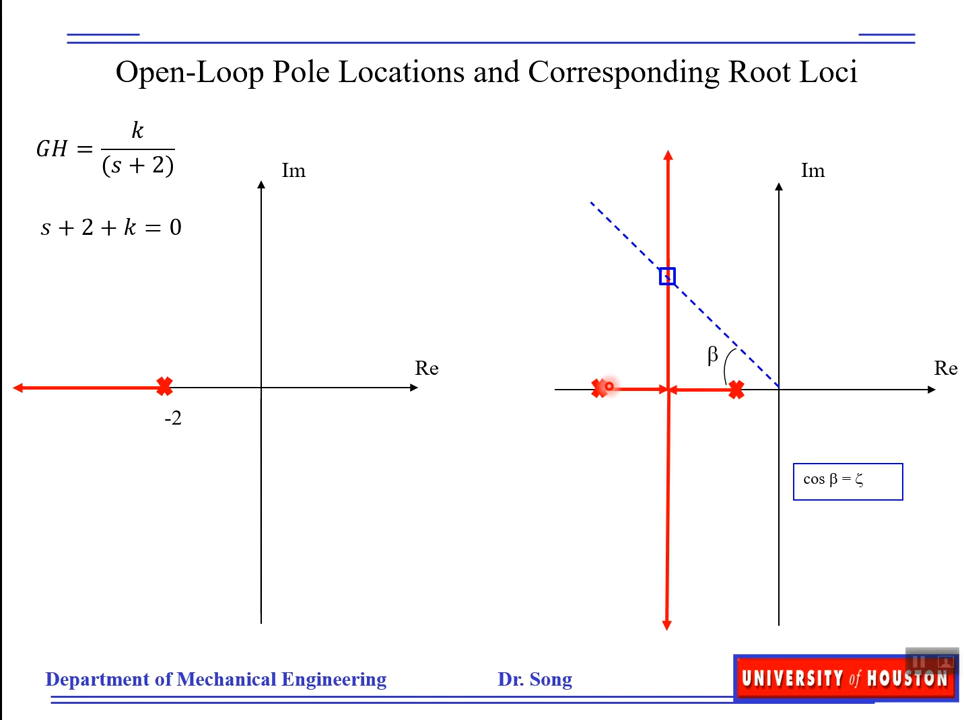 Open-Loop Pole Locations and Corresponding Root Loci
GH = k / (s + 2)
s + 2 + k = 0
Im
Re
-2
Im
β
Re
cos β = ζ
Department of Mechanical Engineering
Dr. Song
UNIVERSITY of HOUSTON